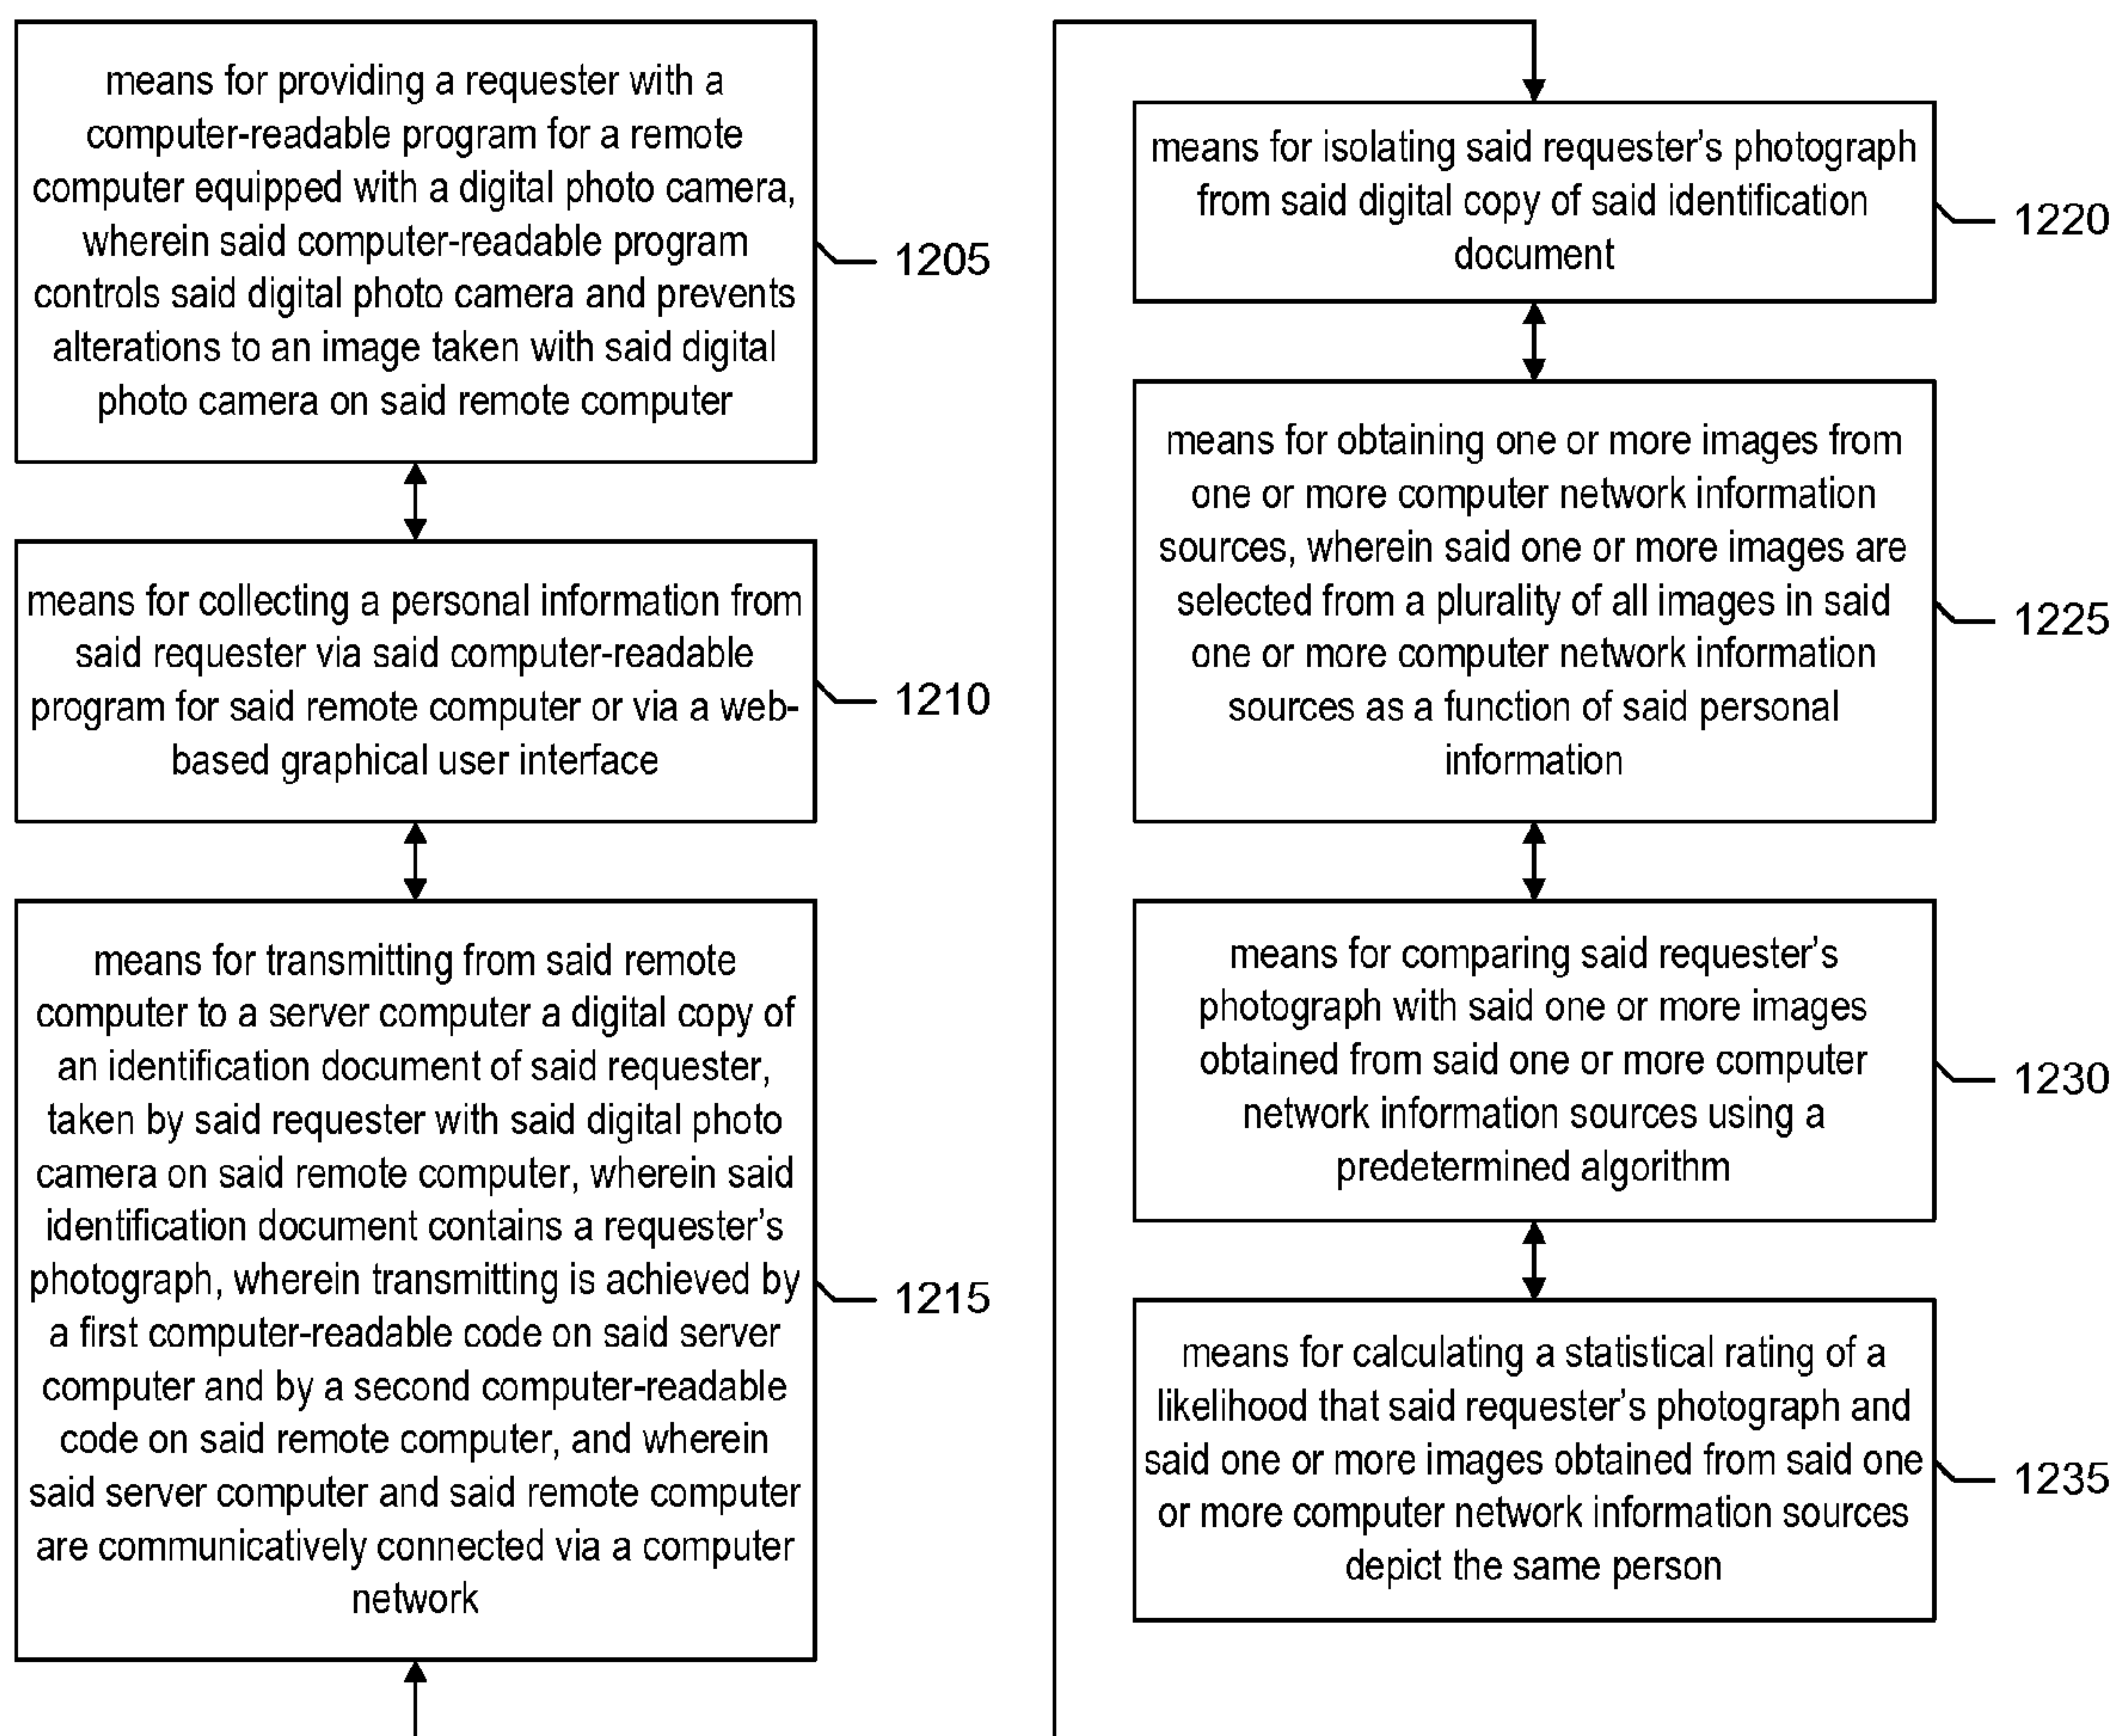 means for providing a requester with a
computer-readable program for a remote
computer equipped with a digital photo camera,
wherein said computer-readable program
controls said digital photo camera and prevents
alterations to an image taken with said digital
photo camera on said remote computer
1205
means for collecting a personal information from
said requester via said computer-readable
program for said remote computer or via a web-
based graphical user interface
1210
means for transmitting from said remote
computer to a server computer a digital copy of
an identification document of said requester,
taken by said requester with said digital photo
camera on said remote computer, wherein said
identification document contains a requester's
photograph, wherein transmitting is achieved by
a first computer-readable code on said server
computer and by a second computer-readable
code on said remote computer, and wherein
said server computer and said remote computer
are communicatively connected via a computer
network
1215
means for isolating said requester's photograph
from said digital copy of said identification
document
1220
means for obtaining one or more images from
one or more computer network information
sources, wherein said one or more images are
selected from a plurality of all images in said
one or more computer network information
sources as a function of said personal
information
1225
means for comparing said requester's
photograph with said one or more images
obtained from said one or more computer
network information sources using a
predetermined algorithm
1230
means for calculating a statistical rating of a
likelihood that said requester's photograph and
said one or more images obtained from said one
or more computer network information sources
depict the same person
1235